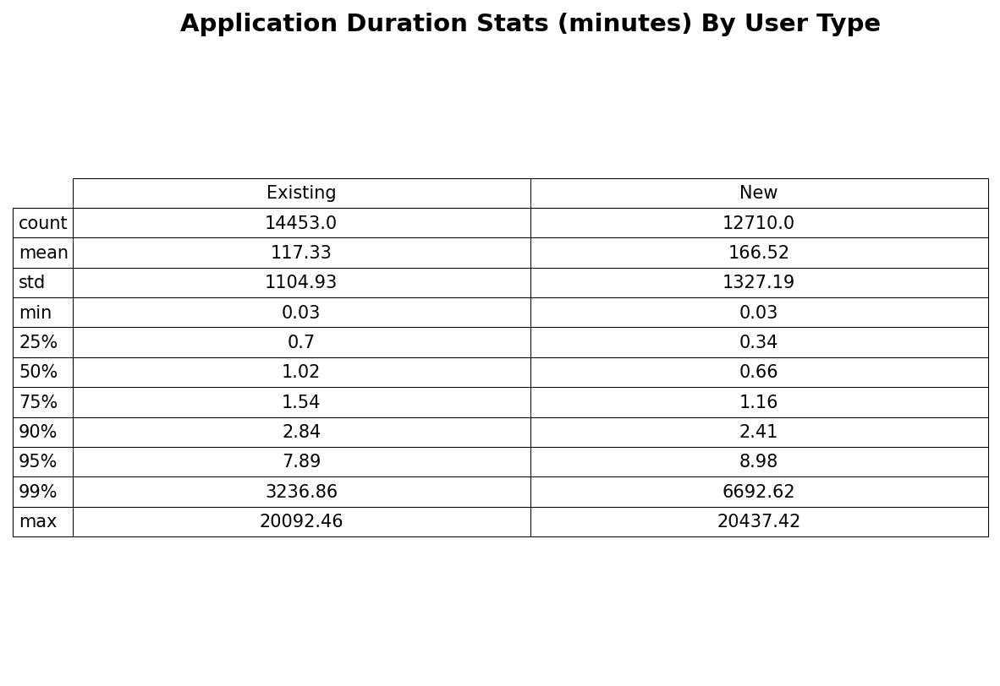 Application Duration Stats (minutes) By User Type
Existing New
count 14453.0 12710.0
mean 117.33 166.52
std 1104.93 1327.19
min 0.03 0.03
25% 0.7 0.34
50% 1.02 0.66
75% 1.54 1.16
90% 2.84 2.41
95% 7.89 8.98
99% 3236.86 6692.62
max 20092.46 20437.42